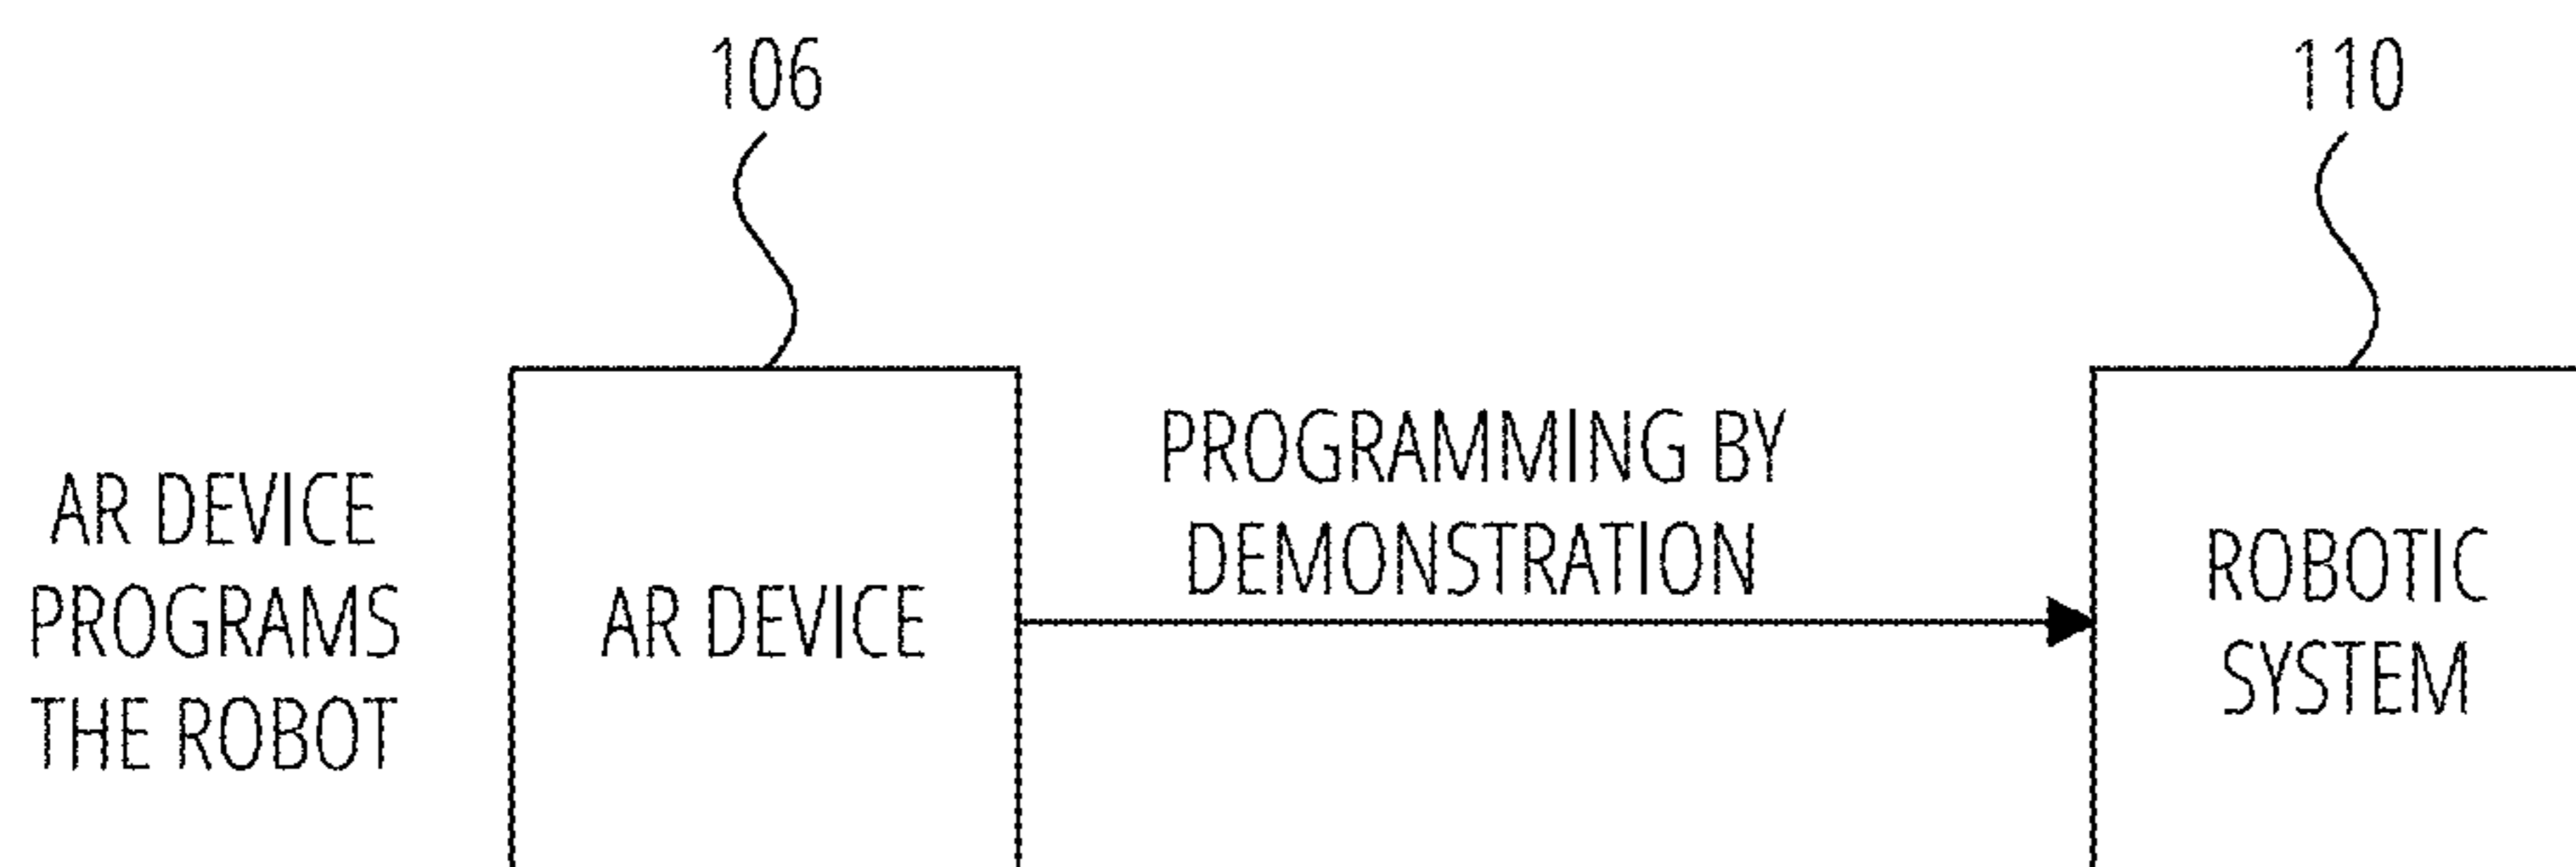 106
110
AR DEVICE
PROGRAMS
THE ROBOT
AR DEVICE
PROGRAMMING BY
DEMONSTRATION
ROBOTIC
SYSTEM